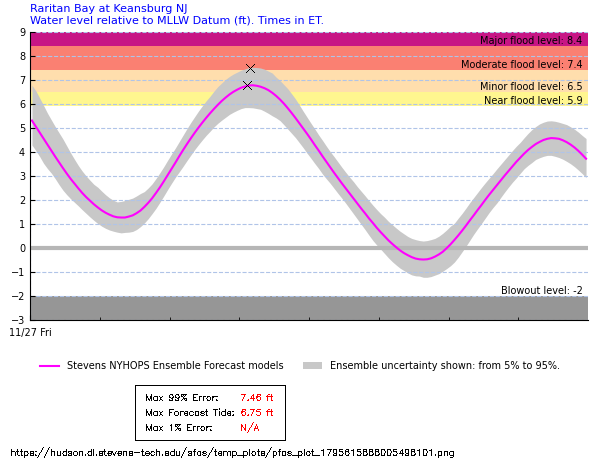 Raritan Bay at Keansburg NJ
Water level relative to MLLW Datum (ft). Times in ET.
9
Major flood level: 8.4
8
Moderate flood level: 7.4
7
Minor flood level: 6.5
6
Near flood level: 5.9
5
4
3
2
1
0
−1
−2
Blowout level: -2
−3
11/27 Fri
Stevens NYHOPS Ensemble Forecast models
Ensemble uncertainty shown: from 5% to 95%.
Max 99% Error: 7.46 ft
Max Forecast Tide: 6.75 ft
Max 1% Error: N/A
https://hudson.dl.stevens-tech.edu/sfas/temp_plots/pfas_plot_1795615888005498101.png